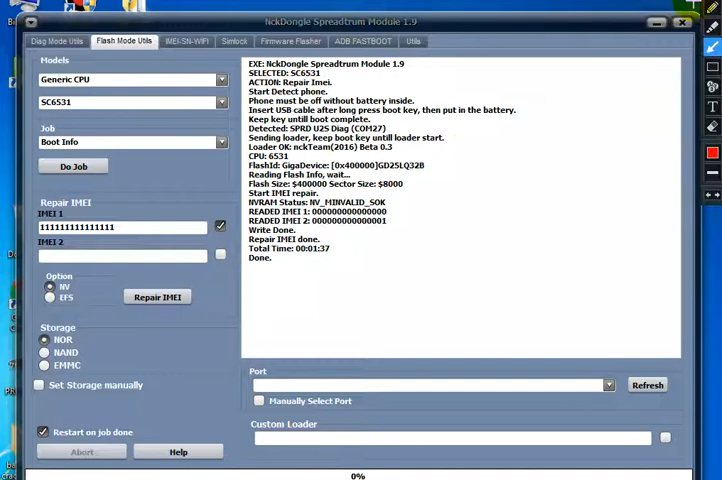 NckDongle Spreadtrum Module 1.9
Diag Mode Utils Flash Mode Utils IMEI-SN-WIFI Simlock Firmware Flasher ADB FASTBOOT Utils
Models
Generic CPU
SC6531
Job
Boot Info
Do Job
Repair IMEI
IMEI 1
111111111111111
IMEI 2
Option
NV
EFS
Repair IMEI
Storage
NOR
NAND
EMMC
Set Storage manually
Restart on job done
Abort
Help
EXE: NckDongle Spreadtrum Module 1.9
SELECTED: SC6531
ACTION: Repair Imei.
Start Detect phone.
Phone must be off without battery inside.
Insert USB cable after long press boot key, then put in the battery.
Keep key untill boot complete.
Detected: SPRD U2S Diag (COM27)
Sending loader, keep boot key untill loader start.
Loader OK: nckTeam(2016) Beta 0.3
CPU: 6531
FlashId: GigaDevice: [0x400000]GD25LQ32B
Reading Flash Info, wait...
Flash Size: $400000 Sector Size: $8000
Start IMEI repair.
NVRAM Status: NV_MINVALID_SOK
READED IMEI 1: 000000000000000
READED IMEI 2: 000000000000001
Write Done.
Repair IMEI done.
Total Time: 00:01:37
Done.
Port
Refresh
Manually Select Port
Custom Loader
0%
T